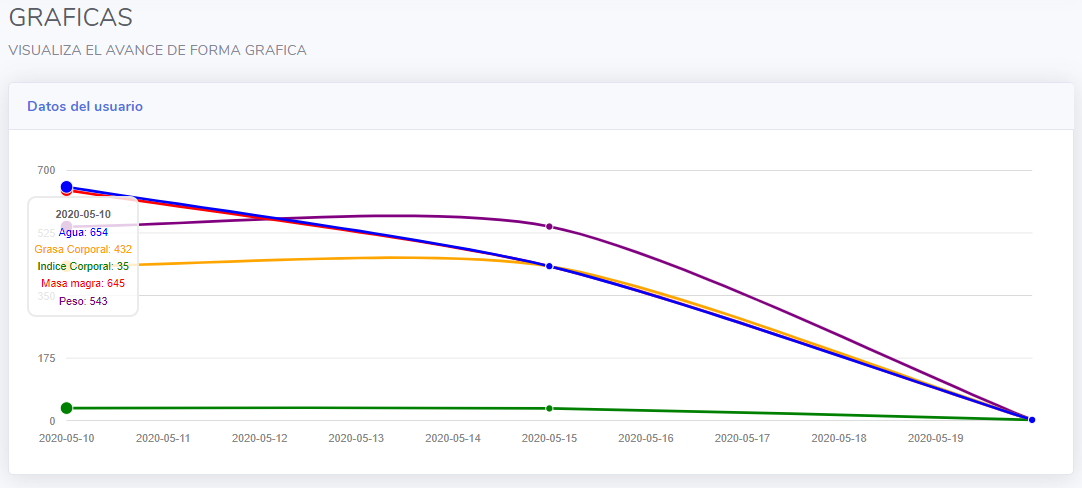 GRAFICAS
VISUALIZA EL AVANCE DE FORMA GRAFICA
Datos del usuario
700
525
350
175
0
2020-05-10
Agua: 654
Grasa Corporal: 432
Indice Corporal: 35
Masa magra: 645
Peso: 543
2020-05-10 2020-05-11 2020-05-12 2020-05-13 2020-05-14 2020-05-15 2020-05-16 2020-05-17 2020-05-18 2020-05-19